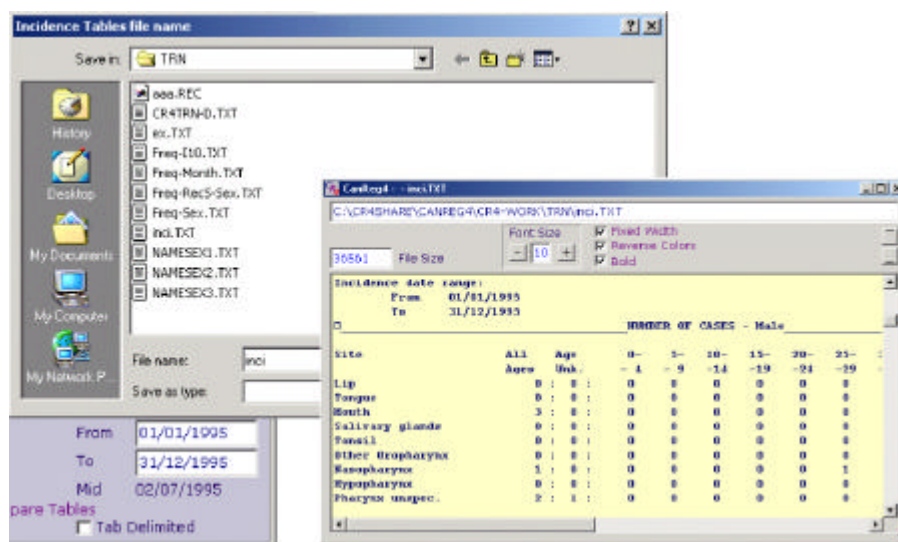 Incidence Tables file name
Save in: TRN
History
Desktop
My Documents
My Computer
My Network P...
aaa.REC
CR4TRN-D.TXT
ex.TXT
Freq-It0.TXT
Freq-Month.TXT
Freq-RecS-Sex.TXT
Freq-Sex.TXT
inci.TXT
NAMESEX1.TXT
NAMESEX2.TXT
NAMESEX3.TXT
File name: inci
Save as type:
From 01/01/1995
To 31/12/1995
Mid 02/07/1995
pare Tables
Tab Delimited
CanReg4 : - inci.TXT
C:\CR4SHARE\CANREG4\CR4-WORK\TRN\inci.TXT
Font Size
- 10 +
Fixed Width
Reverse Colors
Bold
36561 File Size
Incidence date range:
From 01/01/1995
To 31/12/1995
NUMBER OF CASES - Male
Site All Age 0- 5- 10- 15- 20- 25-
Ages Unk. - 4 - 9 -14 -19 -24 -29
Lip 0 : 0 : 0 0 0 0 0 0
Tongue 0 : 0 : 0 0 0 0 0 0
Mouth 3 : 0 : 0 0 0 0 0 0
Salivary glands 0 : 0 : 0 0 0 0 0 0
Tonsil 0 : 0 : 0 0 0 0 0 0
Other Oropharynx 0 : 0 : 0 0 0 0 0 0
Nasopharynx 1 : 0 : 0 0 0 0 0 1
Hypopharynx 0 : 0 : 0 0 0 0 0 0
Pharynx unspec. 2 : 1 : 0 0 0 0 0 0